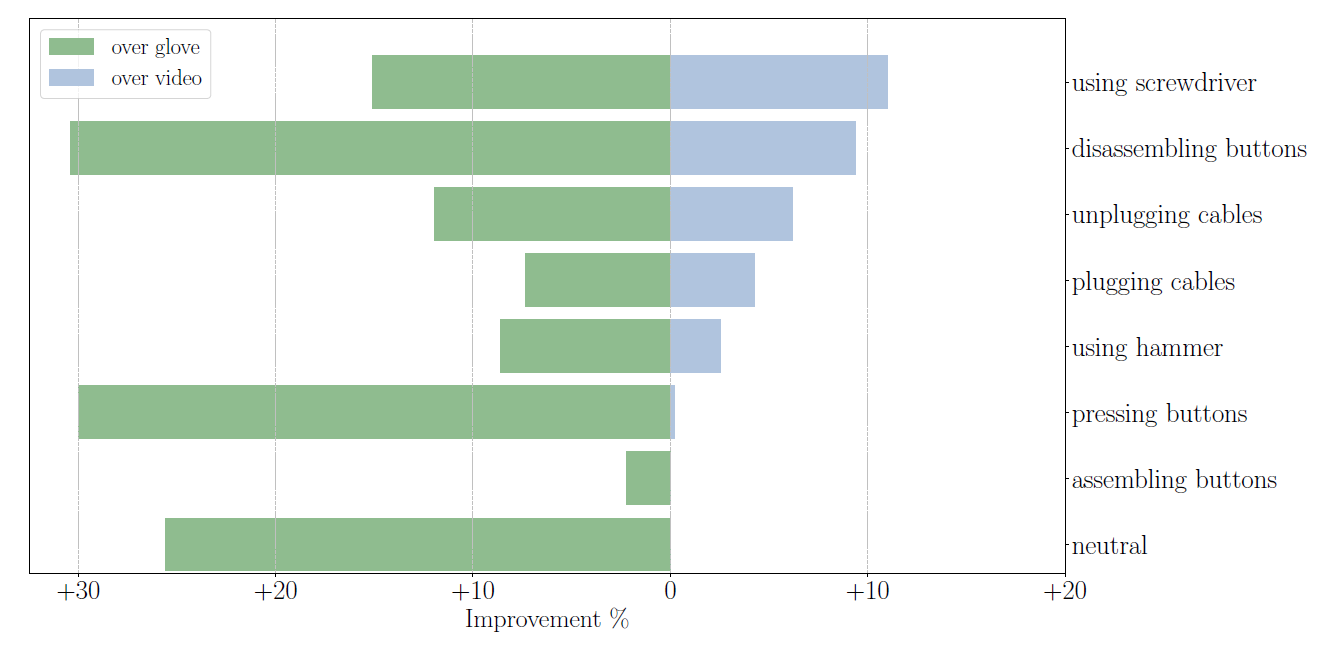 over glove
over video
using screwdriver
disassembling buttons
unplugging cables
plugging cables
using hammer
pressing buttons
assembling buttons
neutral
+30 +20 +10 0 +10 +20
Improvement %